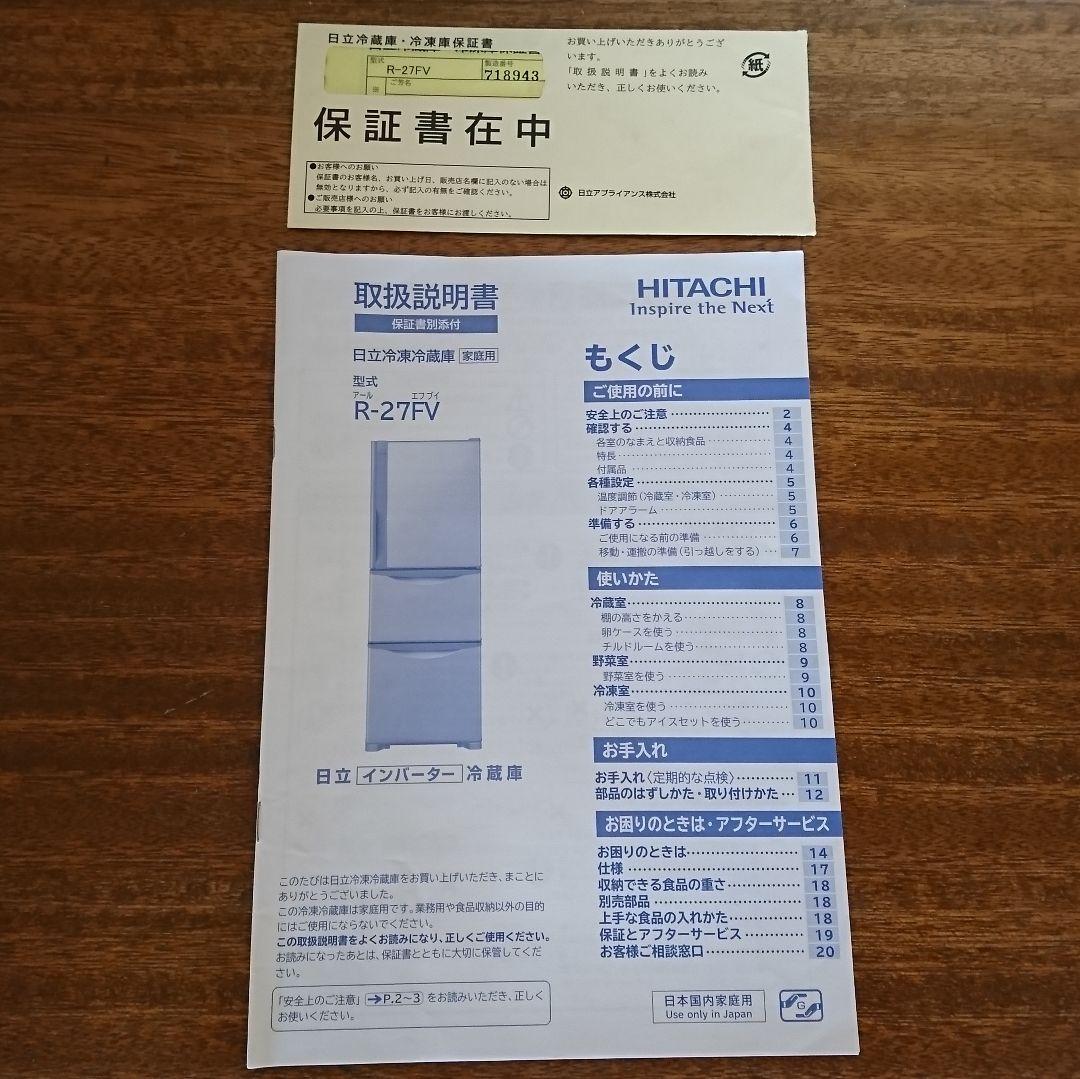 日立冷蔵庫・冷凍庫保証書
型式
R-27FV
製造番号
718943
ご芳名
保証書在中
●お客様へのお願い
保証書のお客様名、お買い上げ日、販売店名欄に記入のない場合は
無効となりますから、必ず記入の有無をご確認ください。
●ご販売店様へのお願い
必要事項を記入の上、保証書をお客様にお渡しください。
お買い上げいただきありがとうござ
います。
「取扱説明書」をよくお読み
いただき、正しくお使いください。
紙
日立アプライアンス株式会社
取扱説明書
保証書別添付
日立冷凍冷蔵庫 家庭用
型式
アール エフブイ
R-27FV
日立 インバーター 冷蔵庫
このたびは日立冷凍冷蔵庫をお買い上げいただき、まことに
ありがとうございました。
この冷凍冷蔵庫は家庭用です。業務用や食品収納以外の目的
にはご使用にならないでください。
この取扱説明書をよくお読みになり、正しくご使用ください。
お読みになったあとは、保証書とともに大切に保管してくだ
さい。
「安全上のご注意」➔P.2~3 をお読みいただき、正しく
お使いください。
HITACHI
Inspire the Next
もくじ
ご使用の前に
安全上のご注意 2
確認する 4
各室のなまえと収納食品 4
特長 4
付属品 4
各種設定 5
温度調節(冷蔵室・冷凍室) 5
ドアアラーム 5
準備する 6
ご使用になる前の準備 6
移動・運搬の準備(引っ越しをする) 7
使いかた
冷蔵室 8
棚の高さをかえる 8
卵ケースを使う 8
チルドルームを使う 8
野菜室 9
野菜室を使う 9
冷凍室 10
冷凍室を使う 10
どこでもアイスセットを使う 10
お手入れ
お手入れ〈定期的な点検〉 11
部品のはずしかた・取り付けかた 12
お困りのときは・アフターサービス
お困りのときは 14
仕様 17
収納できる食品の重さ 18
別売部品 18
上手な食品の入れかた 18
保証とアフターサービス 19
お客様ご相談窓口 20
日本国内家庭用
Use only in Japan
G